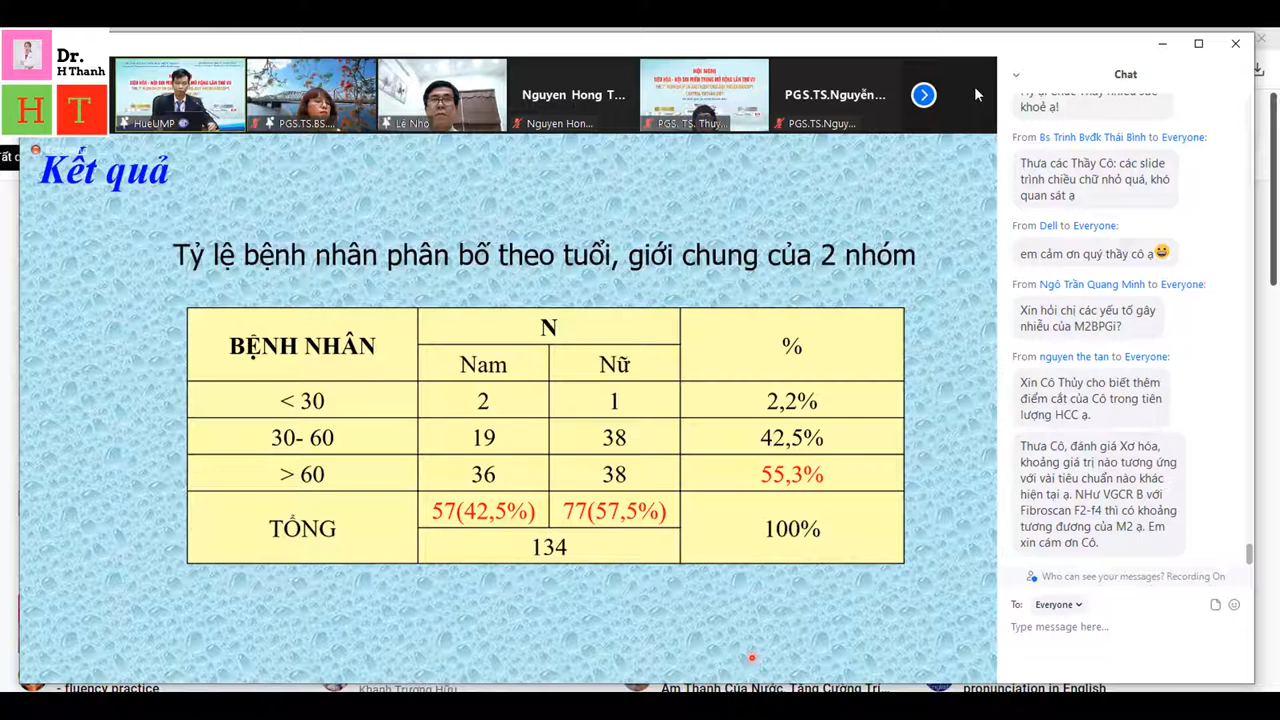 Dr.
H Thanh
H T
HueUMP
PGS.TS.BS....
Lê Nho
Nguyen Hong T...
Nguyen Hon...
HỘI NGHỊ
PGS. TS. Thuy...
PGS.TS.Nguyễn...
PGS.TS.Nguy...
Kết quả
Tỷ lệ bệnh nhân phân bố theo tuổi, giới chung của 2 nhóm
BỆNH NHÂN
N
%
Nam
Nữ
< 30
2
1
2,2%
30- 60
19
38
42,5%
> 60
36
38
55,3%
TỔNG
57(42,5%)
77(57,5%)
100%
134
Chat
khoẻ ạ!
From Bs Trinh Bvđk Thái Bình to Everyone:
Thưa các Thầy Cô: các slide
trình chiều chữ nhỏ quá, khó
quan sát ạ
From Dell to Everyone:
em cảm ơn quý thầy cô ạ
From Ngô Trần Quang Minh to Everyone:
Xin hỏi chị các yếu tố gây
nhiễu của M2BPGi?
From nguyen the tan to Everyone:
Xin Cô Thủy cho biết thêm
điểm cắt của Cô trong tiên
lượng HCC ạ.
Thưa Cô, đánh giá Xơ hóa,
khoảng giá trị nào tương ứng
với vài tiêu chuẩn nào khác
hiện tại ạ. NHư VGCR B với
Fibroscan F2-f4 thì có khoảng
tương đương của M2 ạ. Em
xin cám ơn Cô.
Who can see your messages? Recording On
To: Everyone
Type message here...
- fluency practice
Khanh Trương Hữu
Âm Thanh Của Nước, Tăng Cường Trí...
pronunciation in English